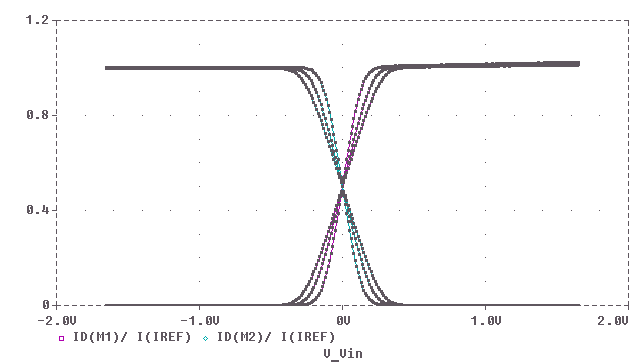 1.2
0.8
0.4
0
-2.0V -1.0V 0V 1.0V 2.0V
ID(M1)/ I(IREF) ID(M2)/ I(IREF)
V_Vin